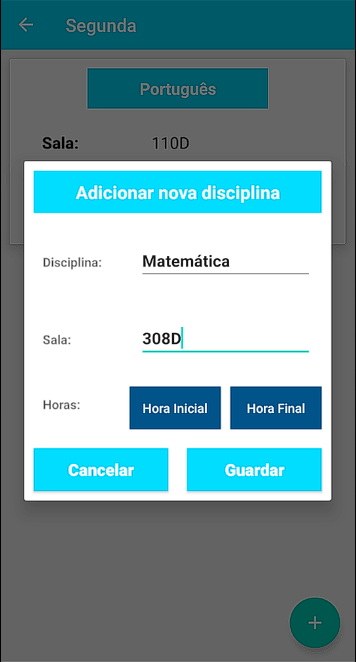 Segunda
Português
Sala: 110D
Adicionar nova disciplina
Disciplina: Matemática
Sala: 308D
Horas: Hora Inicial Hora Final
Cancelar Guardar
+